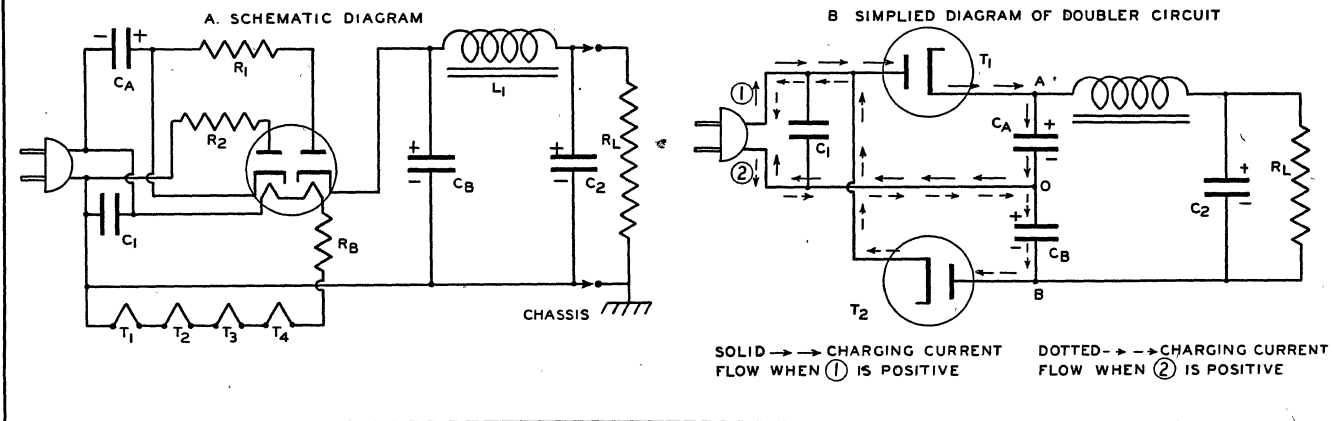 A. SCHEMATIC DIAGRAM
B SIMPLIED DIAGRAM OF DOUBLER CIRCUIT
- +
CA
R1
R2
C1
+
-
CB
L1
+
-
C2
RL
RB
T1 T2 T3 T4
CHASSIS
1
2
C1
T1
A'
CA
+
-
O
+
-
CB
B
T2
+
-
C2
RL
SOLID CHARGING CURRENT
FLOW WHEN 1 IS POSITIVE
DOTTED CHARGING CURRENT
FLOW WHEN 2 IS POSITIVE